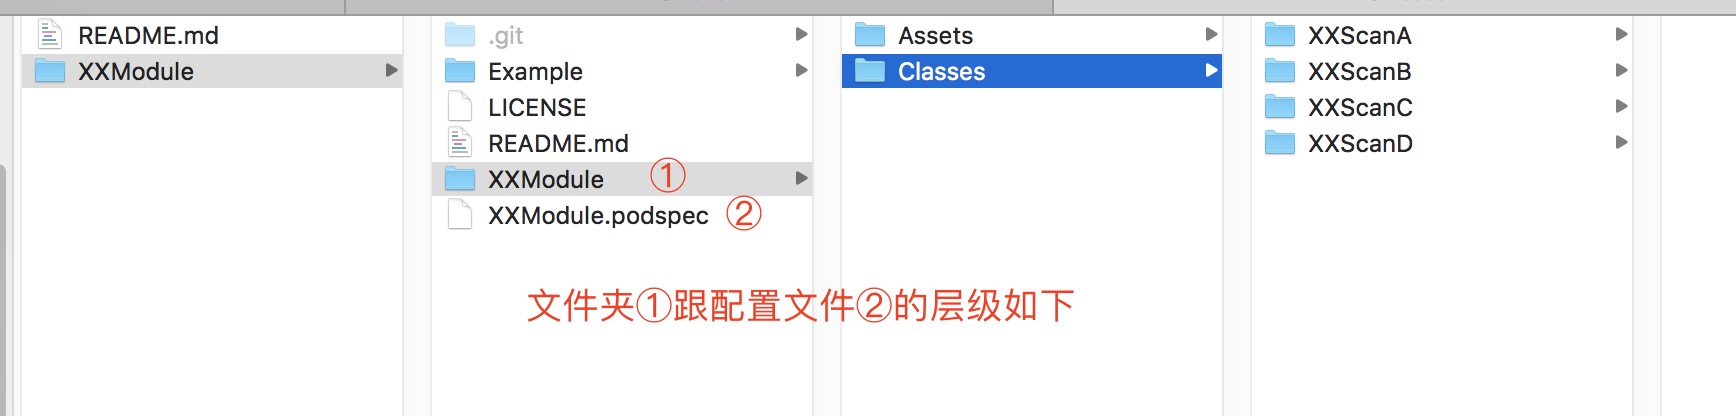 README.md
XXModule
.git
Example
LICENSE
README.md
XXModule ①
XXModule.podspec ②
Assets
Classes
XXScanA
XXScanB
XXScanC
XXScanD
文件夹①跟配置文件②的层级如下